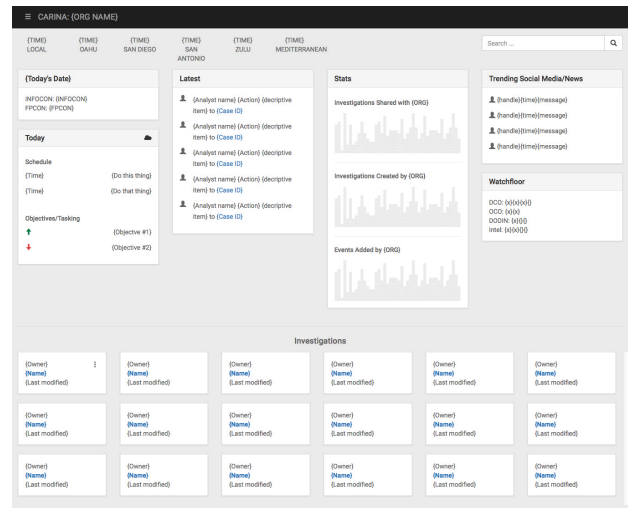 ≡ CARINA: {ORG NAME}
{TIME} {TIME} {TIME} {TIME} {TIME} {TIME}
LOCAL OAHU SAN DIEGO SAN ANTONIO ZULU MEDITERRANEAN
Search ...
{Today's Date}
INFOCON: {INFOCON}
FPCON: {FPCON}
Today
Schedule
{Time} {Do this thing}
{Time} {Do that thing}
Objectives/Tasking
{Objective #1}
{Objective #2}
Latest
{Analyst name} {Action} {decriptive
item} to {Case ID}
{Analyst name} {Action} {decriptive
item} to {Case ID}
{Analyst name} {Action} {decriptive
item} to {Case ID}
{Analyst name} {Action} {decriptive
item} to {Case ID}
{Analyst name} {Action} {decriptive
item} to {Case ID}
Stats
Investigations Shared with {ORG}
Investigations Created by {ORG}
Events Added by {ORG}
Trending Social Media/News
{handle}{time}{message}
{handle}{time}{message}
{handle}{time}{message}
{handle}{time}{message}
Watchfloor
DCO: {x}{x}{x}{}
OCO: {x}{x}
DODIN: {x}{}{}
Intel: {x}{x}{}{}
Investigations
{Owner} {Owner} {Owner} {Owner} {Owner} {Owner}
{Name} {Name} {Name} {Name} {Name} {Name}
{Last modified} {Last modified} {Last modified} {Last modified} {Last modified} {Last modified}
{Owner} {Owner} {Owner} {Owner} {Owner} {Owner}
{Name} {Name} {Name} {Name} {Name} {Name}
{Last modified} {Last modified} {Last modified} {Last modified} {Last modified} {Last modified}
{Owner} {Owner} {Owner} {Owner} {Owner} {Owner}
{Name} {Name} {Name} {Name} {Name} {Name}
{Last modified} {Last modified} {Last modified} {Last modified} {Last modified} {Last modified}